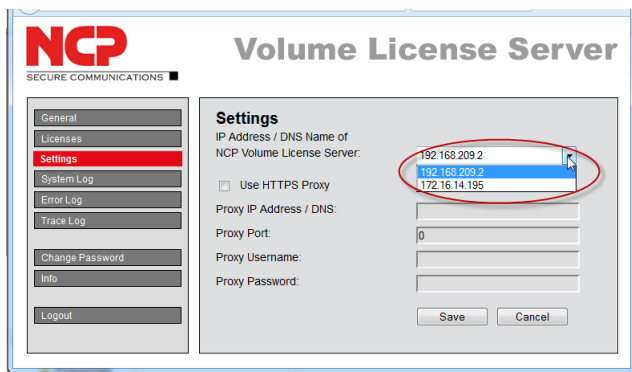 NCP
SECURE COMMUNICATIONS
Volume License Server
General
Licenses
Settings
System Log
Error Log
Trace Log
Change Password
Info
Logout
Settings
IP Address / DNS Name of
NCP Volume License Server:
192.168.209.2
192.168.209.2
172.16.14.195
Use HTTPS Proxy
Proxy IP Address / DNS:
Proxy Port:
0
Proxy Username:
Proxy Password:
Save
Cancel